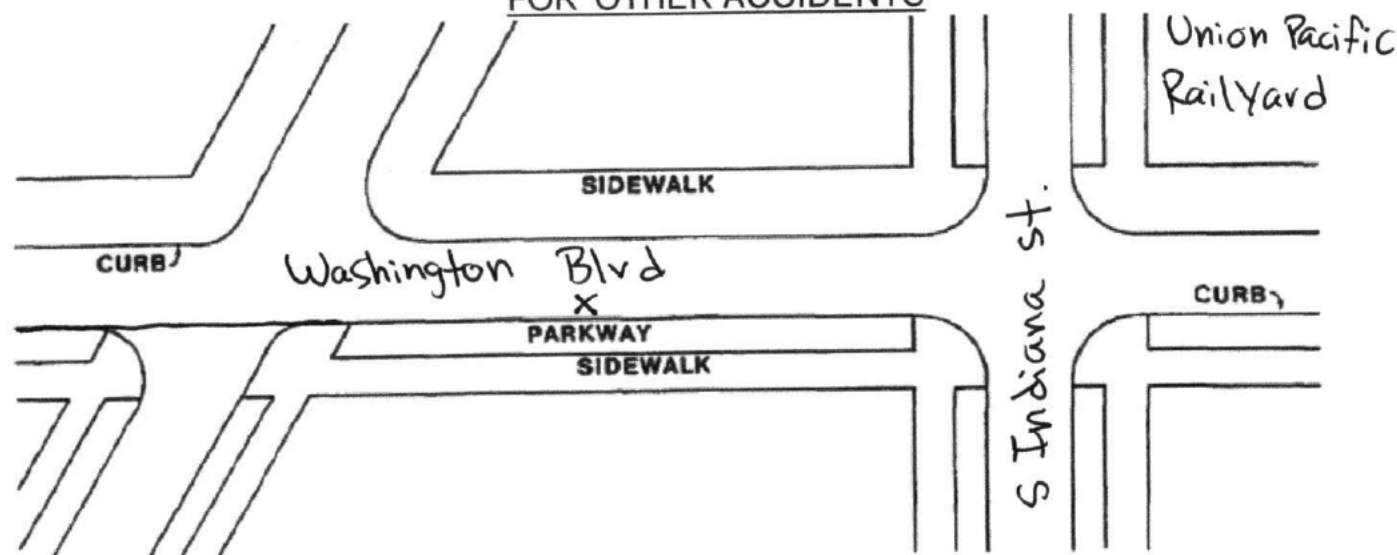 FOR OTHER ACCIDENTS
Union Pacific
RailYard
SIDEWALK
S Indiana St.
CURB
Washington Blvd
X
CURB
PARKWAY
SIDEWALK